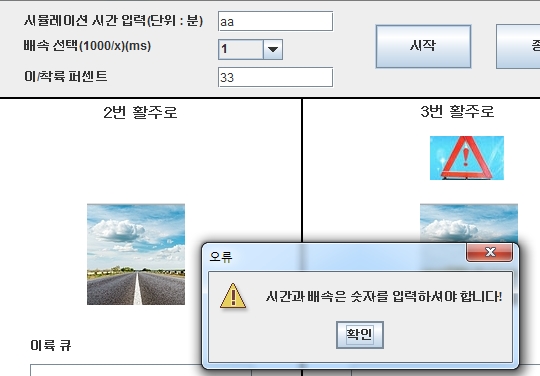 시뮬레이션 시간 입력(단위 : 분)
aa
시작
배속 선택(1000/x)(ms)
1
이/착륙 퍼센트
33
2번 활주로
3번 활주로
오류
시간과 배속은 숫자를 입력하셔야 합니다!
확인
이륙 큐